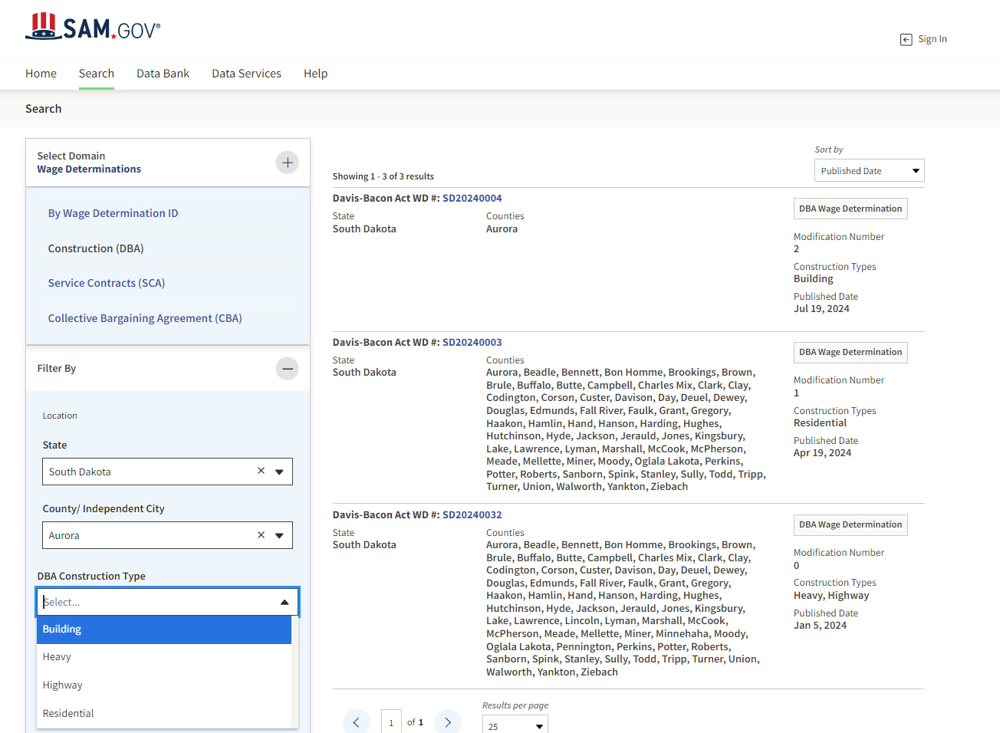 SAM.GOV®
Sign In
Home
Search
Data Bank
Data Services
Help
Search
Select Domain
Wage Determinations
By Wage Determination ID
Construction (DBA)
Service Contracts (SCA)
Collective Bargaining Agreement (CBA)
Filter By
Location
State
South Dakota
County/ Independent City
Aurora
DBA Construction Type
Select...
Building
Heavy
Highway
Residential
Sort by
Published Date
Showing 1 - 3 of 3 results
Davis-Bacon Act WD #: SD20240004
State
South Dakota
Counties
Aurora
DBA Wage Determination
Modification Number
2
Construction Types
Building
Published Date
Jul 19, 2024
Davis-Bacon Act WD #: SD20240003
State
South Dakota
Counties
Aurora, Beadle, Bennett, Bon Homme, Brookings, Brown,
Brule, Buffalo, Butte, Campbell, Charles Mix, Clark, Clay,
Codington, Corson, Custer, Davison, Day, Deuel, Dewey,
Douglas, Edmunds, Fall River, Faulk, Grant, Gregory,
Haakon, Hamlin, Hand, Hanson, Harding, Hughes,
Hutchinson, Hyde, Jackson, Jerauld, Jones, Kingsbury,
Lake, Lawrence, Lyman, Marshall, McCook, McPherson,
Meade, Mellette, Miner, Moody, Oglala Lakota, Perkins,
Potter, Roberts, Sanborn, Spink, Stanley, Sully, Todd, Tripp,
Turner, Union, Walworth, Yankton, Ziebach
DBA Wage Determination
Modification Number
1
Construction Types
Residential
Published Date
Apr 19, 2024
Davis-Bacon Act WD #: SD20240032
State
South Dakota
Counties
Aurora, Beadle, Bennett, Bon Homme, Brookings, Brown,
Brule, Buffalo, Butte, Campbell, Charles Mix, Clark, Clay,
Codington, Corson, Custer, Davison, Day, Deuel, Dewey,
Douglas, Edmunds, Fall River, Faulk, Grant, Gregory,
Haakon, Hamlin, Hand, Hanson, Harding, Hughes,
Hutchinson, Hyde, Jackson, Jerauld, Jones, Kingsbury,
Lake, Lawrence, Lincoln, Lyman, Marshall, McCook,
McPherson, Meade, Mellette, Miner, Minnehaha, Moody,
Oglala Lakota, Pennington, Perkins, Potter, Roberts,
Sanborn, Spink, Stanley, Sully, Todd, Tripp, Turner, Union,
Walworth, Yankton, Ziebach
DBA Wage Determination
Modification Number
0
Construction Types
Heavy, Highway
Published Date
Jan 5, 2024
1 of 1
Results per page
25